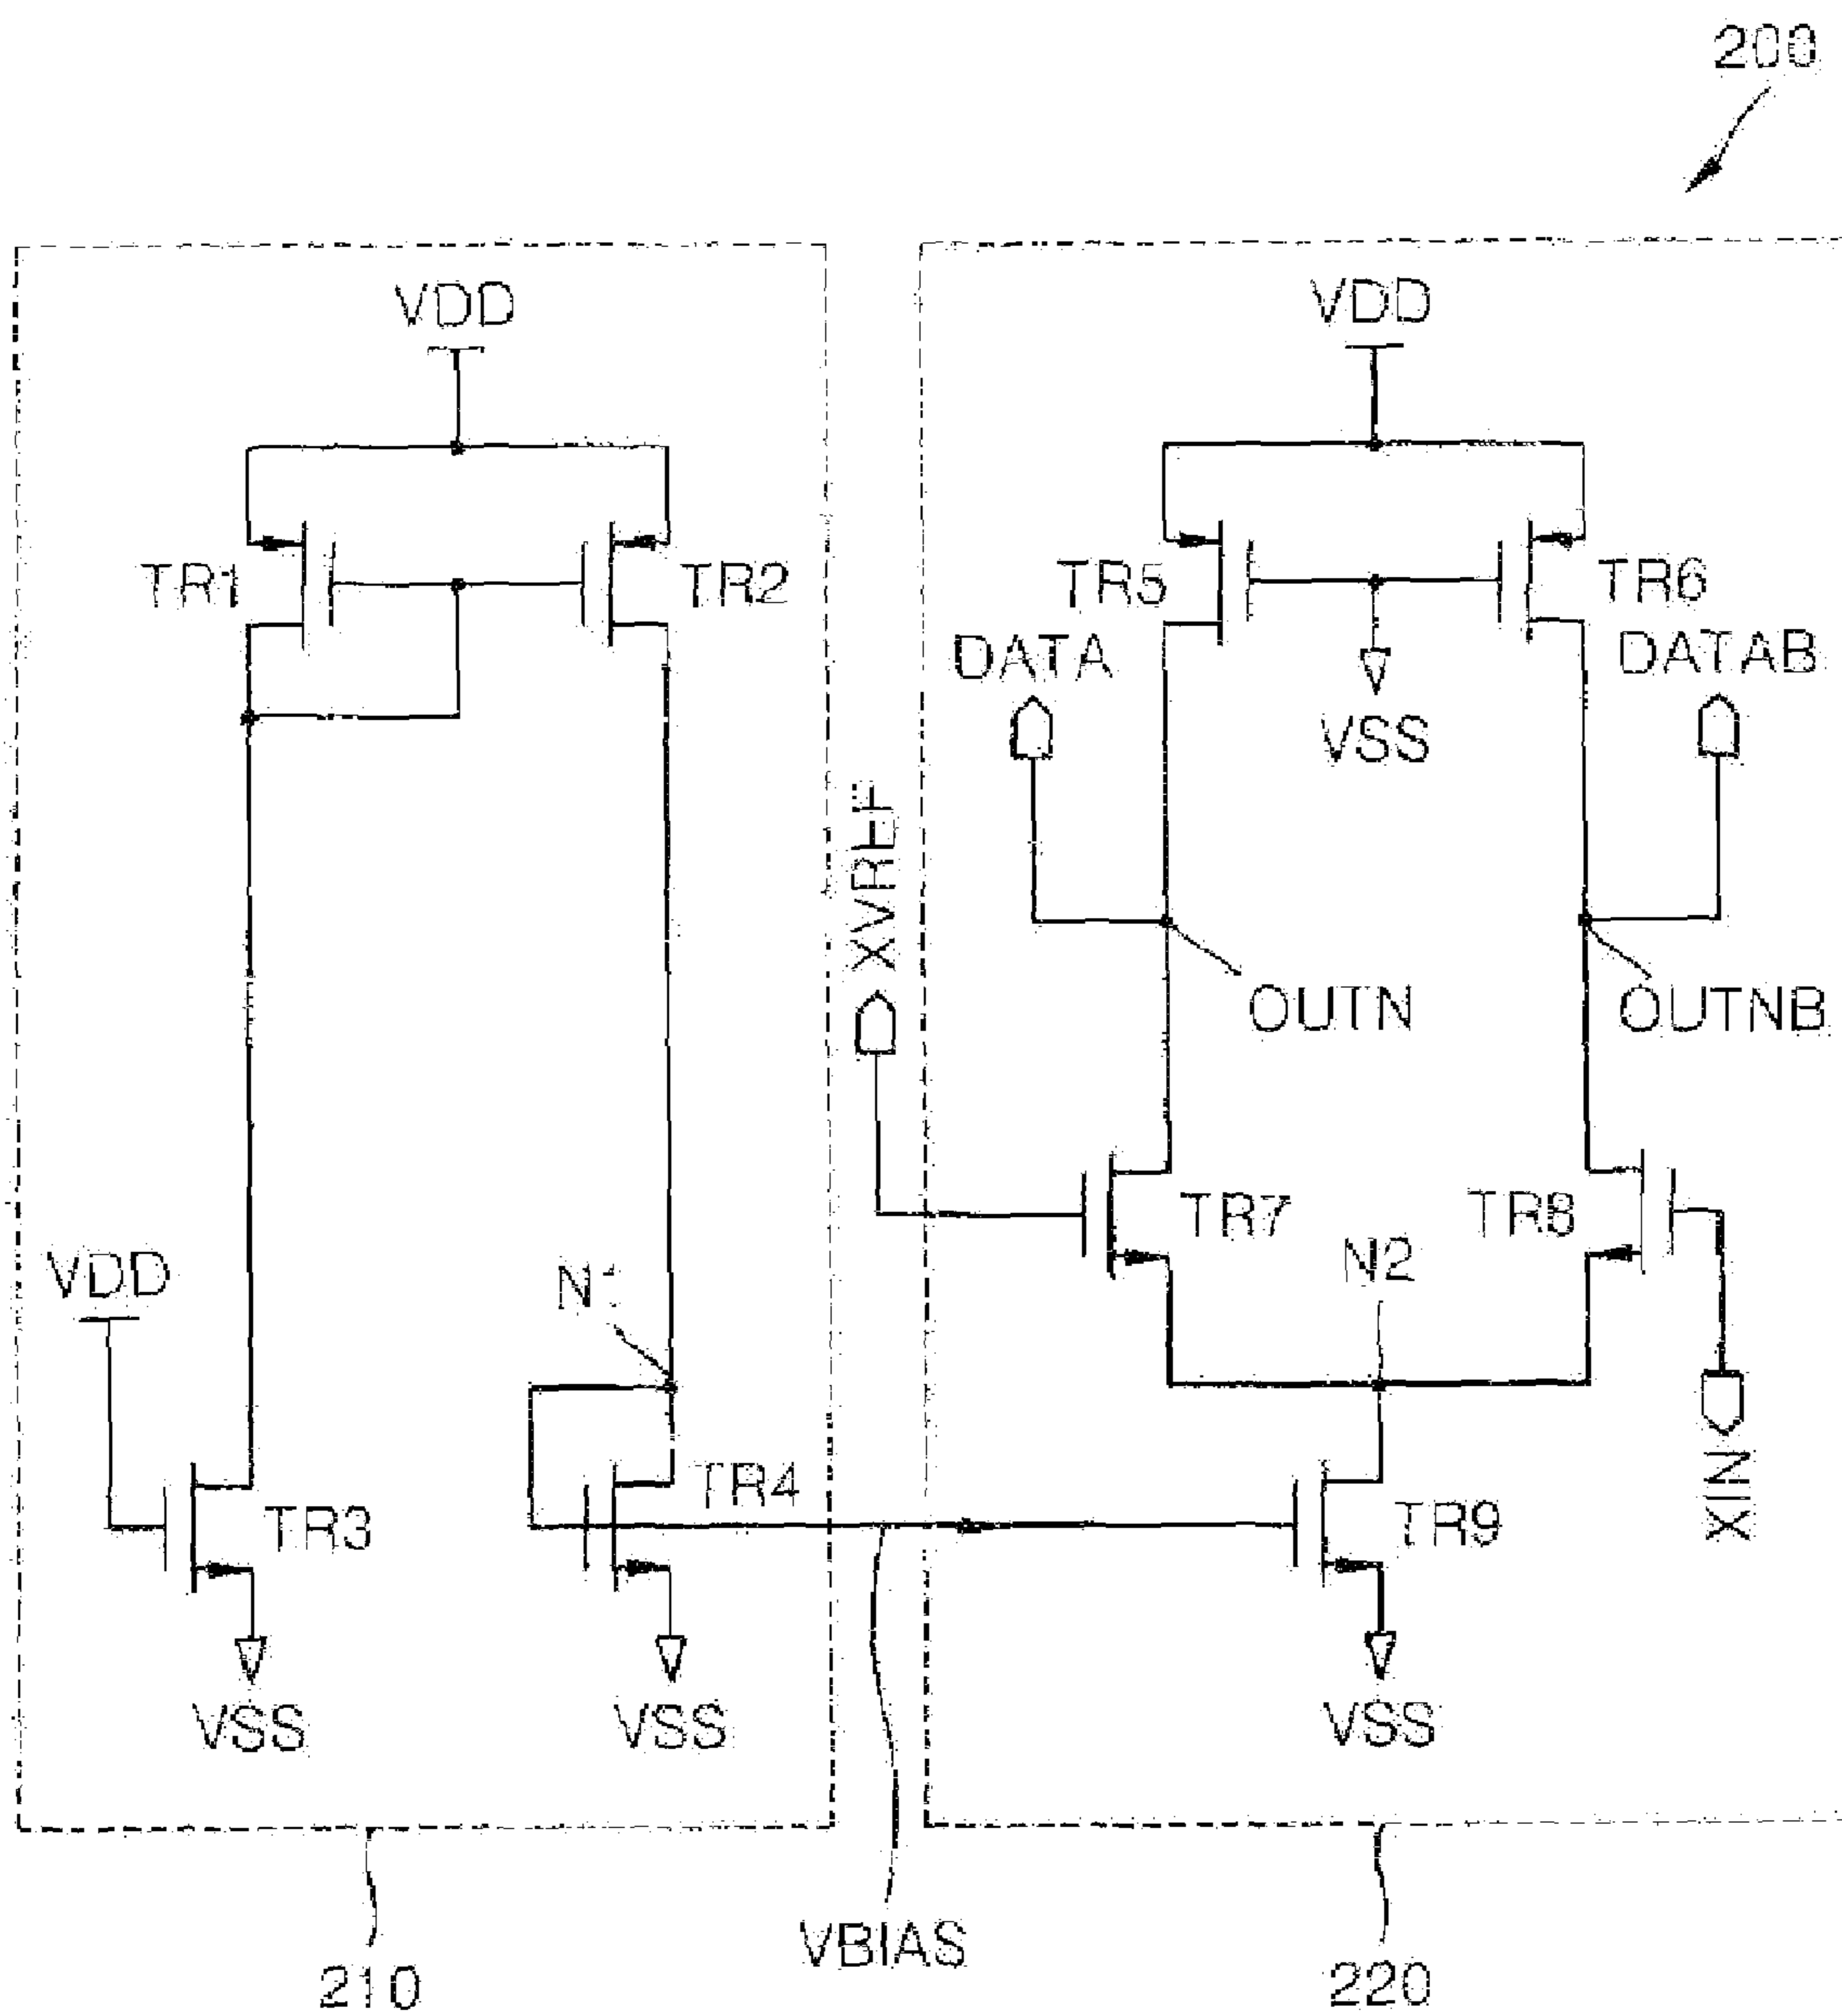 200
VDD
VDD
TR1
TR2
TR5
TR6
DATA
DATAB
VSS
XVREF
OUTN
OUTNB
TR7
TR8
VDD
N2
TR3
TR4
TR9
XIN
VSS
VSS
VSS
VBIAS
210
220